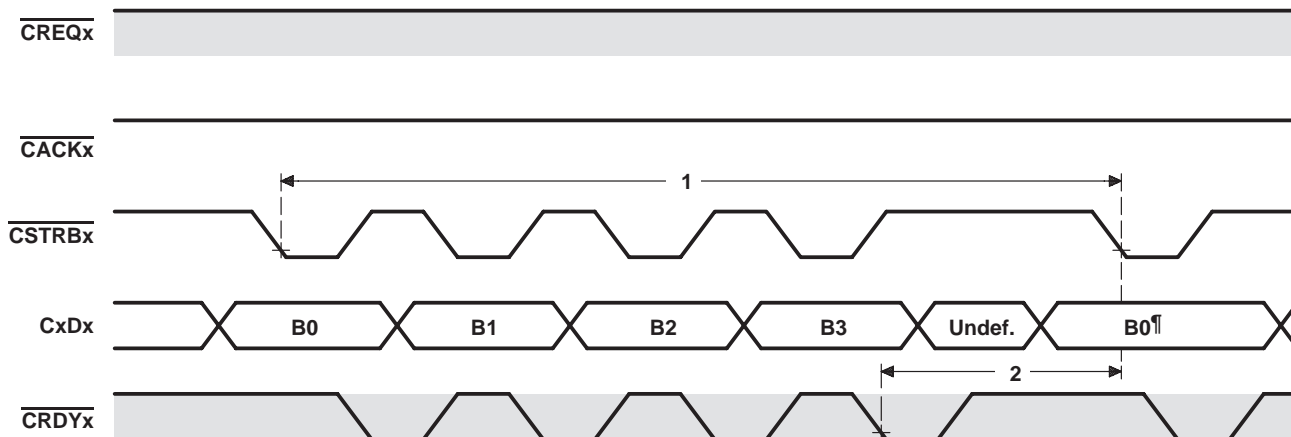 CREQx
CACKx
1
CSTRBx
CxDx
B0
B1
B2
B3
Undef.
B0¶
2
CRDYx